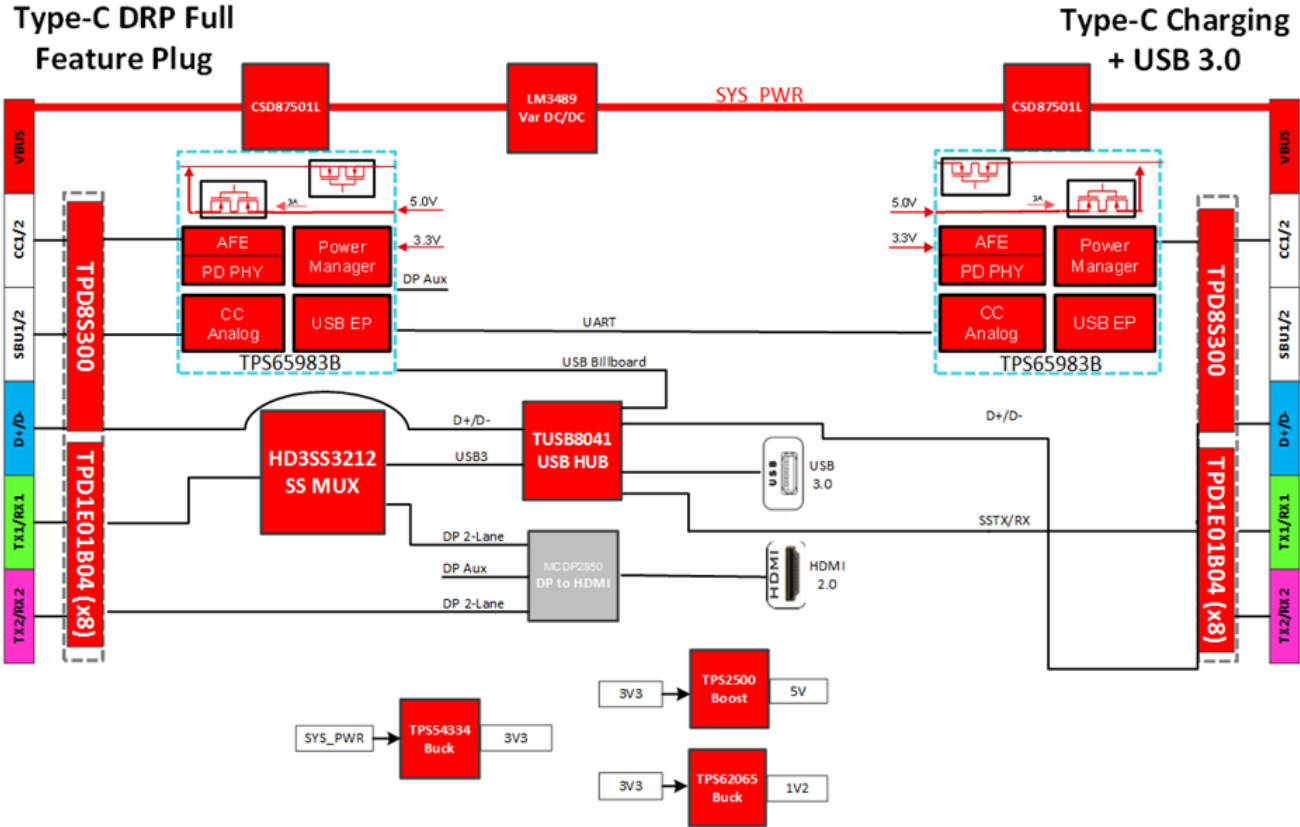 Type-C DRP Full
Feature Plug
Type-C Charging
+ USB 3.0
CSD87501L
LM3489
Var DC/DC
SYS_PWR
CSD87501L
VBUS
CC1/2
SBU1/2
D+/D-
TX1/RX1
TX2/RX2
TPD8S300
TPD1E01B04 (x8)
3A
5.0V
3.3V
AFE
PD PHY
Power
Manager
DP Aux
CC
Analog
USB EP
TPS65983B
UART
USB Billboard
3A
5.0V
3.3V
AFE
PD PHY
Power
Manager
CC
Analog
USB EP
TPS65983B
TPD8S300
TPD1E01B04 (x8)
VBUS
CC1/2
SBU1/2
D+/D-
TX1/RX1
TX2/RX2
HD3SS3212
SS MUX
D+/D-
USB3
TUSB8041
USB HUB
D+/D-
USB
USB
3.0
SSTX/RX
DP 2-Lane
DP Aux
DP 2-Lane
MCDP2850
DP to HDMI
HDMI
HDMI
2.0
SYS_PWR
TPS54334
Buck
3V3
3V3
TPS2500
Boost
5V
3V3
TPS62065
Buck
1V2